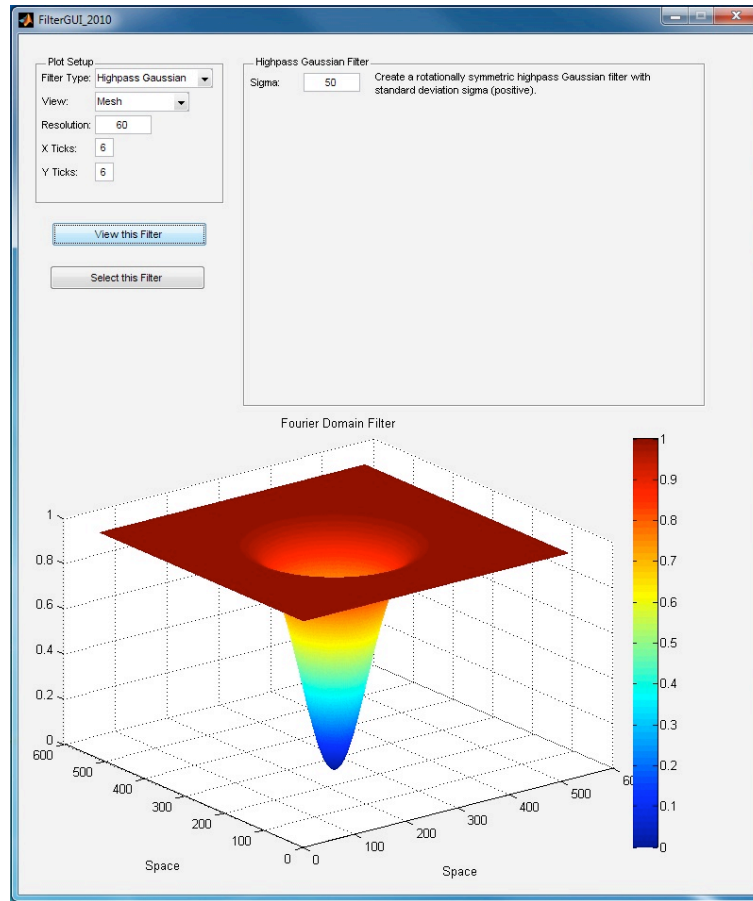 FilterGUI_2010
Plot Setup
Filter Type: Highpass Gaussian
View: Mesh
Resolution: 60
X Ticks: 6
Y Ticks: 6
View this Filter
Select this Filter
Highpass Gaussian Filter
Sigma: 50
Create a rotationally symmetric highpass Gaussian filter with
standard deviation sigma (positive).
Fourier Domain Filter
1
0.8
0.6
0.4
0.2
0
600
500
400
300
200
100
0
Space
0
100
200
300
400
500
Space
1
0.9
0.8
0.7
0.6
0.5
0.4
0.3
0.2
0.1
0